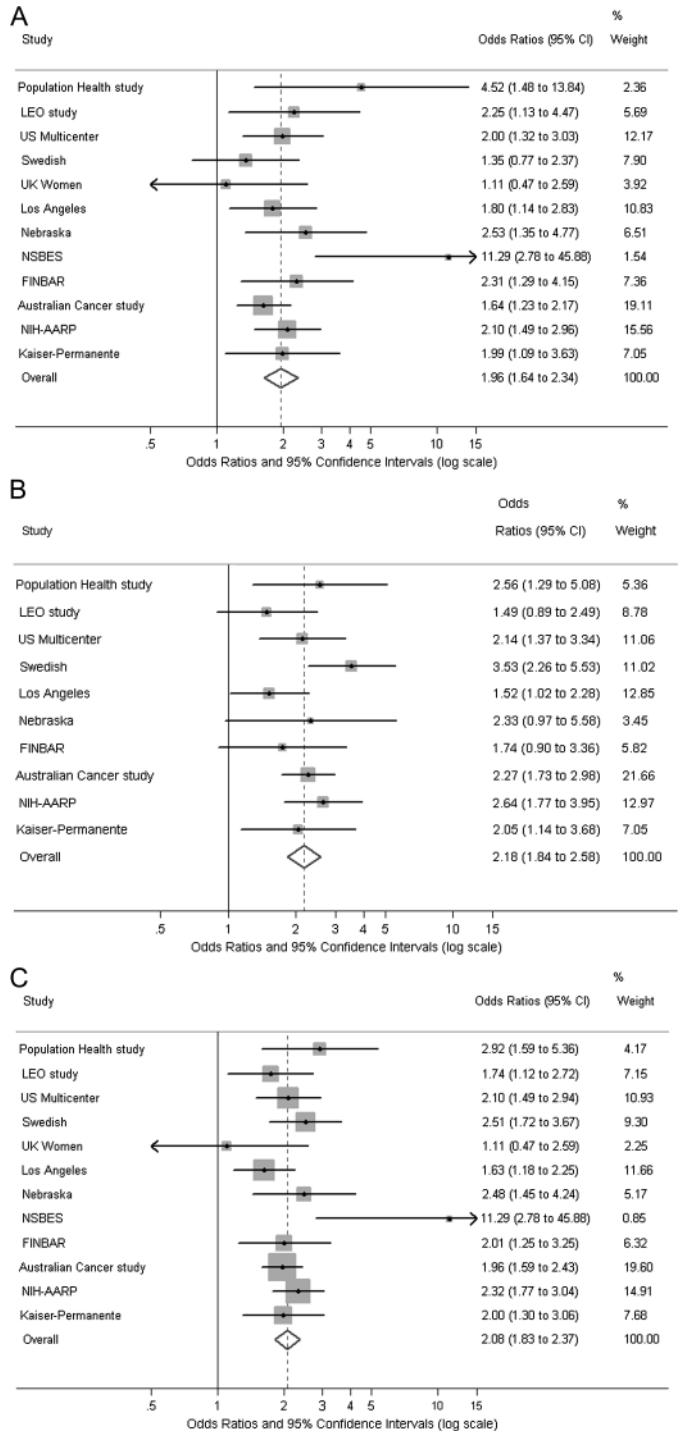 A
%
Study Odds Ratios (95% CI) Weight
Population Health study 4.52 (1.48 to 13.84) 2.36
LEO study 2.25 (1.13 to 4.47) 5.69
US Multicenter 2.00 (1.32 to 3.03) 12.17
Swedish 1.35 (0.77 to 2.37) 7.90
UK Women 1.11 (0.47 to 2.59) 3.92
Los Angeles 1.80 (1.14 to 2.83) 10.83
Nebraska 2.53 (1.35 to 4.77) 6.51
NSBES 11.29 (2.78 to 45.88) 1.54
FINBAR 2.31 (1.29 to 4.15) 7.36
Australian Cancer study 1.64 (1.23 to 2.17) 19.11
NIH-AARP 2.10 (1.49 to 2.96) 15.56
Kaiser-Permanente 1.99 (1.09 to 3.63) 7.05
Overall 1.96 (1.64 to 2.34) 100.00
.5 1 2 3 4 5 10 15
Odds Ratios and 95% Confidence Intervals (log scale)
B
Odds %
Study Ratios (95% CI) Weight
Population Health study 2.56 (1.29 to 5.08) 5.36
LEO study 1.49 (0.89 to 2.49) 8.78
US Multicenter 2.14 (1.37 to 3.34) 11.06
Swedish 3.53 (2.26 to 5.53) 11.02
Los Angeles 1.52 (1.02 to 2.28) 12.85
Nebraska 2.33 (0.97 to 5.58) 3.45
FINBAR 1.74 (0.90 to 3.36) 5.82
Australian Cancer study 2.27 (1.73 to 2.98) 21.66
NIH-AARP 2.64 (1.77 to 3.95) 12.97
Kaiser-Permanente 2.05 (1.14 to 3.68) 7.05
Overall 2.18 (1.84 to 2.58) 100.00
.5 1 2 3 4 5 10 15
Odds Ratios and 95% Confidence Intervals (log scale)
C
%
Study Odds Ratios (95% CI) Weight
Population Health study 2.92 (1.59 to 5.36) 4.17
LEO study 1.74 (1.12 to 2.72) 7.15
US Multicenter 2.10 (1.49 to 2.94) 10.93
Swedish 2.51 (1.72 to 3.67) 9.30
UK Women 1.11 (0.47 to 2.59) 2.25
Los Angeles 1.63 (1.18 to 2.25) 11.66
Nebraska 2.48 (1.45 to 4.24) 5.17
NSBES 11.29 (2.78 to 45.88) 0.85
FINBAR 2.01 (1.25 to 3.25) 6.32
Australian Cancer study 1.96 (1.59 to 2.43) 19.60
NIH-AARP 2.32 (1.77 to 3.04) 14.91
Kaiser-Permanente 2.00 (1.30 to 3.06) 7.68
Overall 2.08 (1.83 to 2.37) 100.00
.5 1 2 3 4 5 10 15
Odds Ratios and 95% Confidence Intervals (log scale)